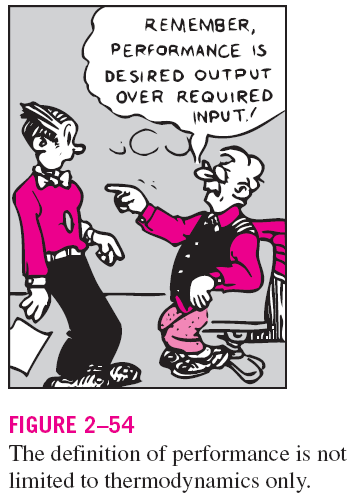 REMEMBER,
PERFORMANCE IS
DESIRED OUTPUT
OVER REQUIRED
INPUT!
FIGURE 2–54
The definition of performance is not
limited to thermodynamics only.